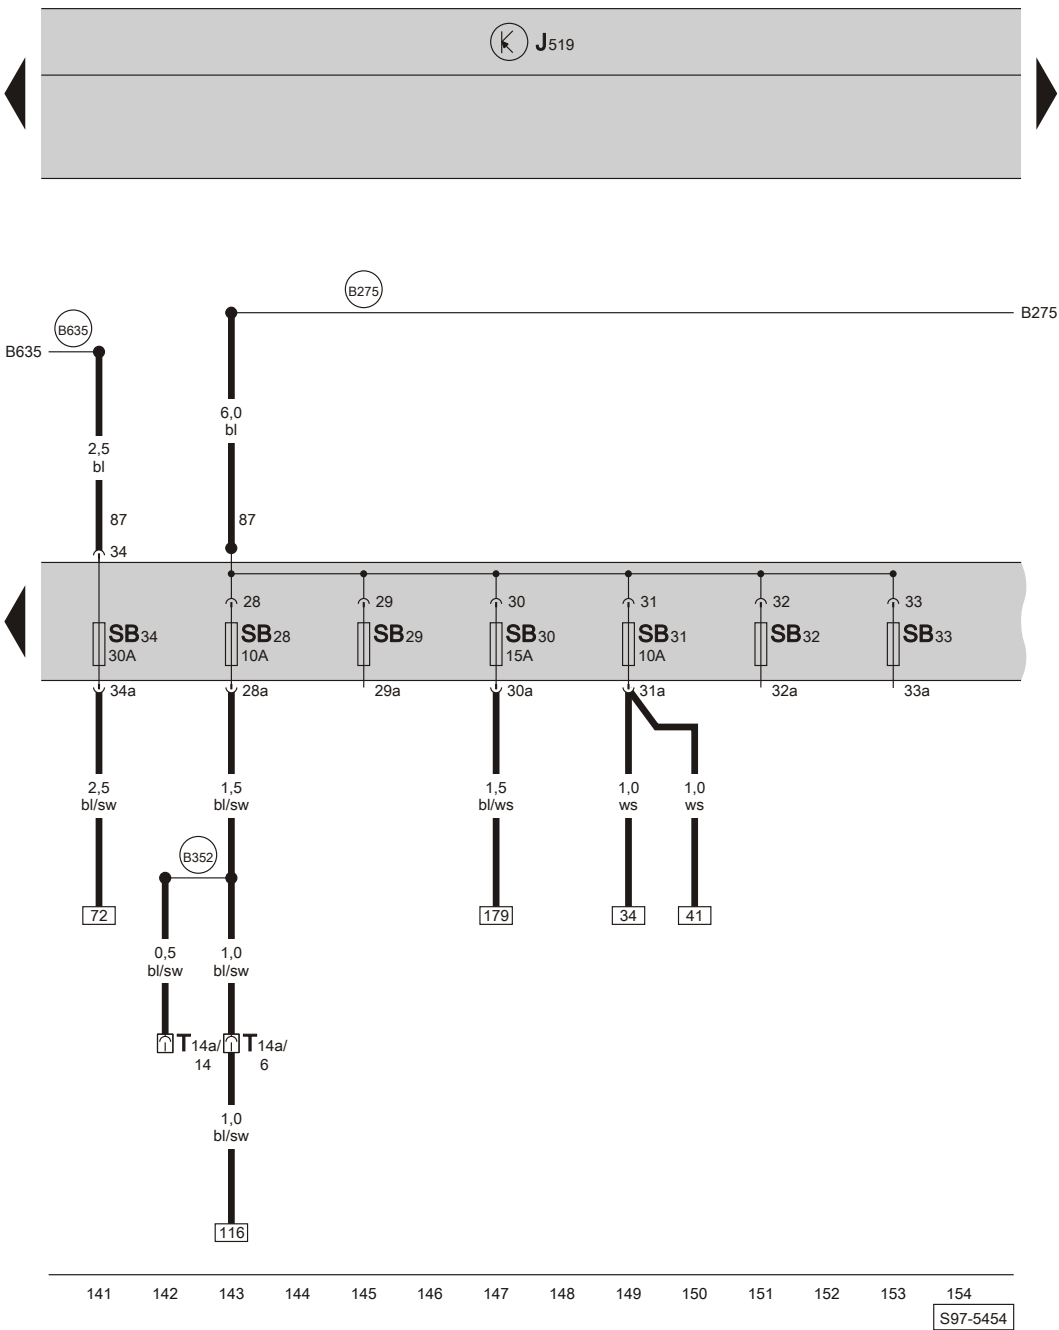 J519
B275
B275
B635
B635
6,0
bl
2,5
bl
87
87
34
28
29
30
31
32
33
SB34
30A
SB28
10A
SB29
SB30
15A
SB31
10A
SB32
SB33
34a
28a
29a
30a
31a
32a
33a
2,5
bl/sw
1,5
bl/sw
1,5
bl/ws
1,0
ws
1,0
ws
B352
72
179
34
41
0,5
bl/sw
1,0
bl/sw
T14a/
14
T14a/
6
1,0
bl/sw
116
141 142 143 144 145 146 147 148 149 150 151 152 153 154
S97-5454